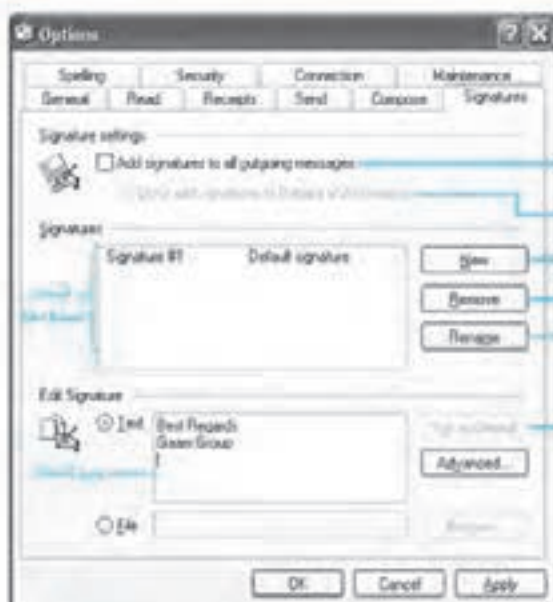 Options
Spelling Security Connection Maintenance
General Read Receipts Send Compose Signatures
Signature settings
Add signatures to all outgoing messages
Signatures
Signature #1 Default signature
New
Remove
Rename
Edit Signature
Text Best Regards
Group
Advanced...
File
OK Cancel Apply